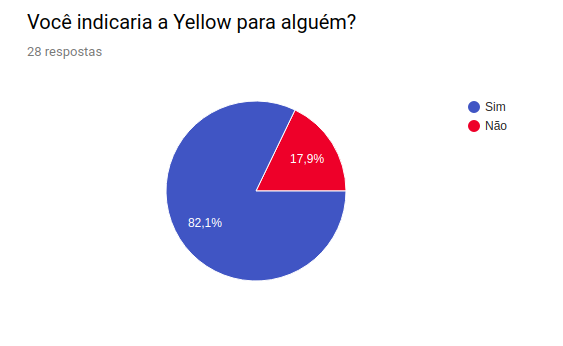 Você indicaria a Yellow para alguém?
28 respostas
Sim
Não
17,9%
82,1%